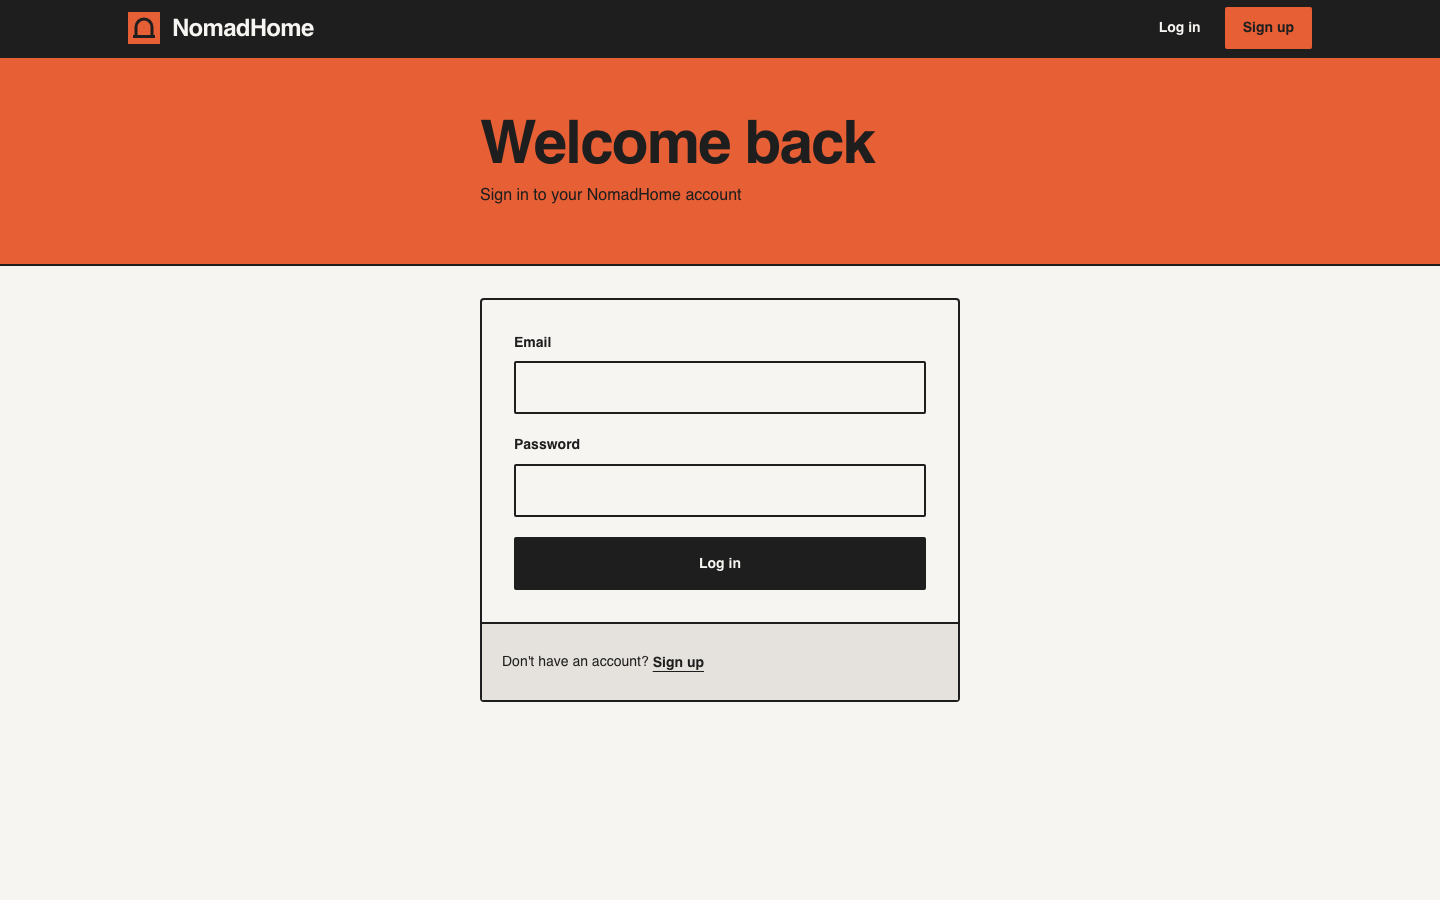 NomadHome
Log in
Sign up
Welcome back
Sign in to your NomadHome account
Email
Password
Log in
Don't have an account? Sign up